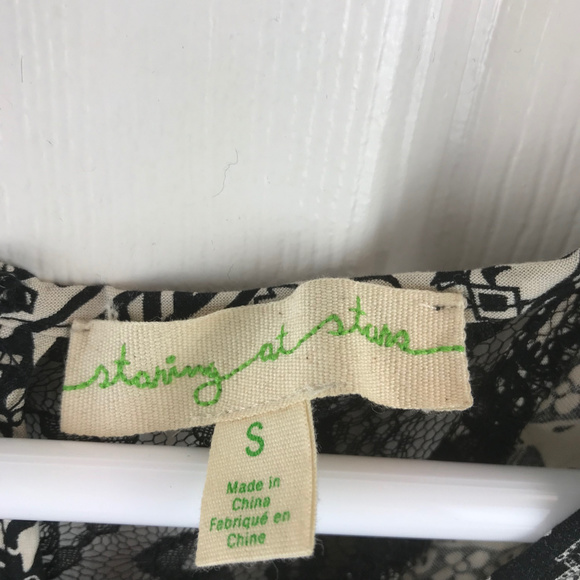 staring at stars
S
Made in
China
Fabriqué en
Chine